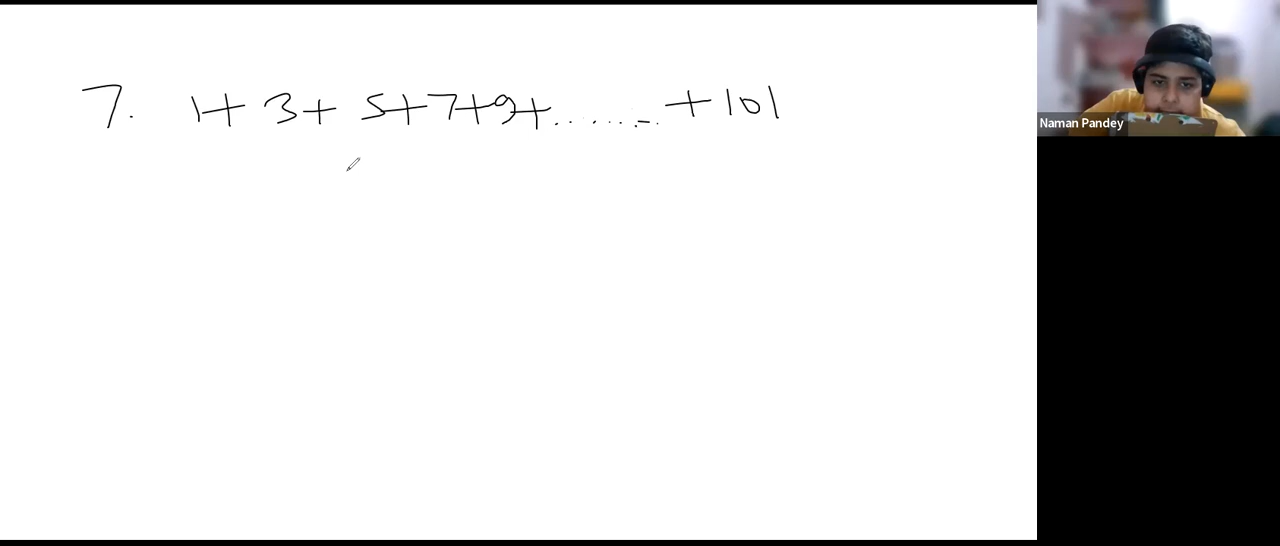 7. 1+ 3+ 5+7+9+.......... +101
Naman Pandey